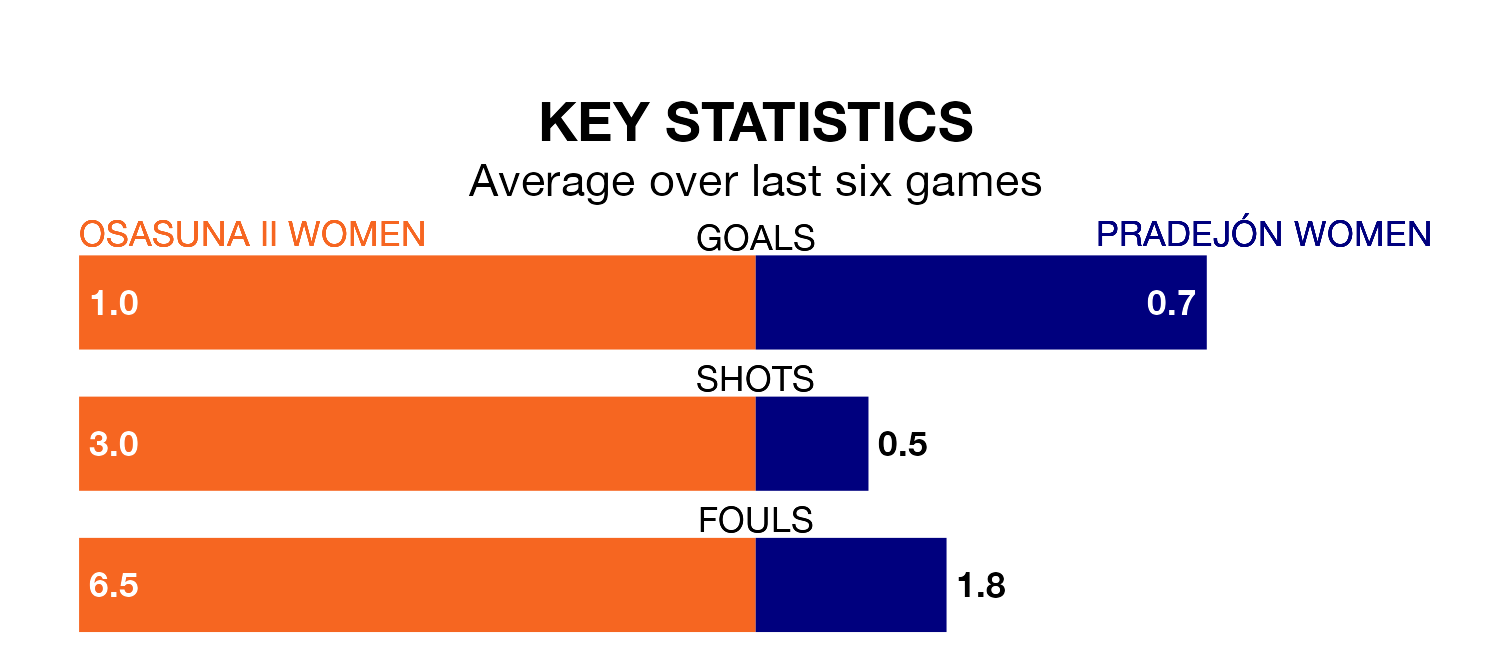 KEY STATISTICS
Average over last six games
OSASUNA II WOMEN
GOALS
PRADEJÓN WOMEN
1.0
0.7
SHOTS
3.0
0.5
FOULS
6.5
1.8